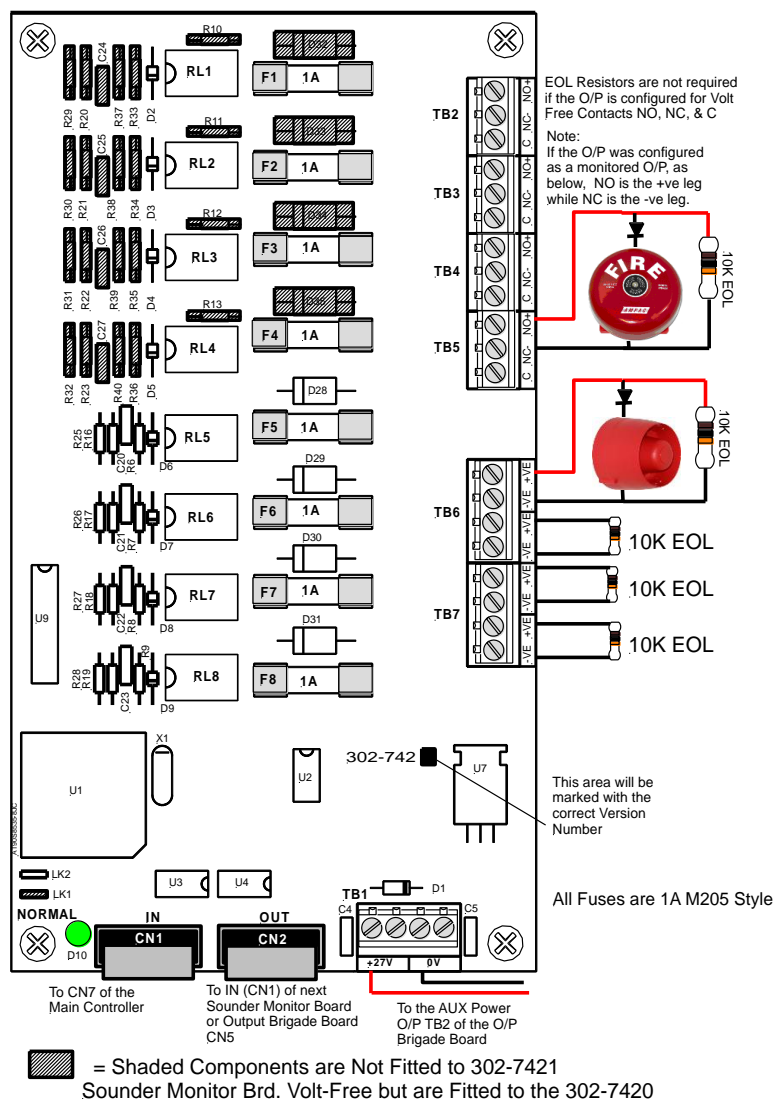 R10
D32
C24
RL1
F1 1A
R29
R20
R37
R33
D2
TB2
NO+
NC-
C
EOL Resistors are not required
if the O/P is configured for Volt
Free Contacts NO, NC, & C
Note:
If the O/P was configured
as a monitored O/P, as
below, NO is the +ve leg
while NC is the -ve leg.
R11
D33
C25
RL2
F2 1A
R30
R21
R38
R34
D3
TB3
NO+
NC-
C
R12
D34
C26
RL3
F3 1A
R31
R22
R39
R35
D4
TB4
NO+
NC-
C
FIRE
AMPAC
10K EOL
R13
D35
C27
RL4
F4 1A
R32
R23
R40
R36
D5
TB5
NO+
NC-
C
D28
R25
R16
C20
R6
D6
RL5
F5 1A
10K EOL
D29
R26
R17
C21
R7
D7
RL6
F6 1A
TB6
+VE
-VE
+VE
-VE
10K EOL
D30
U9
R27
R18
C22
R8
D8
RL7
F7 1A
TB7
+VE
-VE
+VE
-VE
10K EOL
D31
R28
R19
C23
R9
D9
RL8
F8 1A
10K EOL
X1
U1
U2
302-742
U7
This area will be
marked with the
correct Version
Number
LK2
LK1
U3
U4
TB1
D1
C4
C5
All Fuses are 1A M205 Style
NORMAL
D10
IN
CN1
OUT
CN2
+27V
0V
To CN7 of the
Main Controller
To IN (CN1) of next
Sounder Monitor Board
or Output Brigade Board
CN5
To the AUX Power
O/P TB2 of the O/P
Brigade Board
= Shaded Components are Not Fitted to 302-7421
Sounder Monitor Brd. Volt-Free but are Fitted to the 302-7420